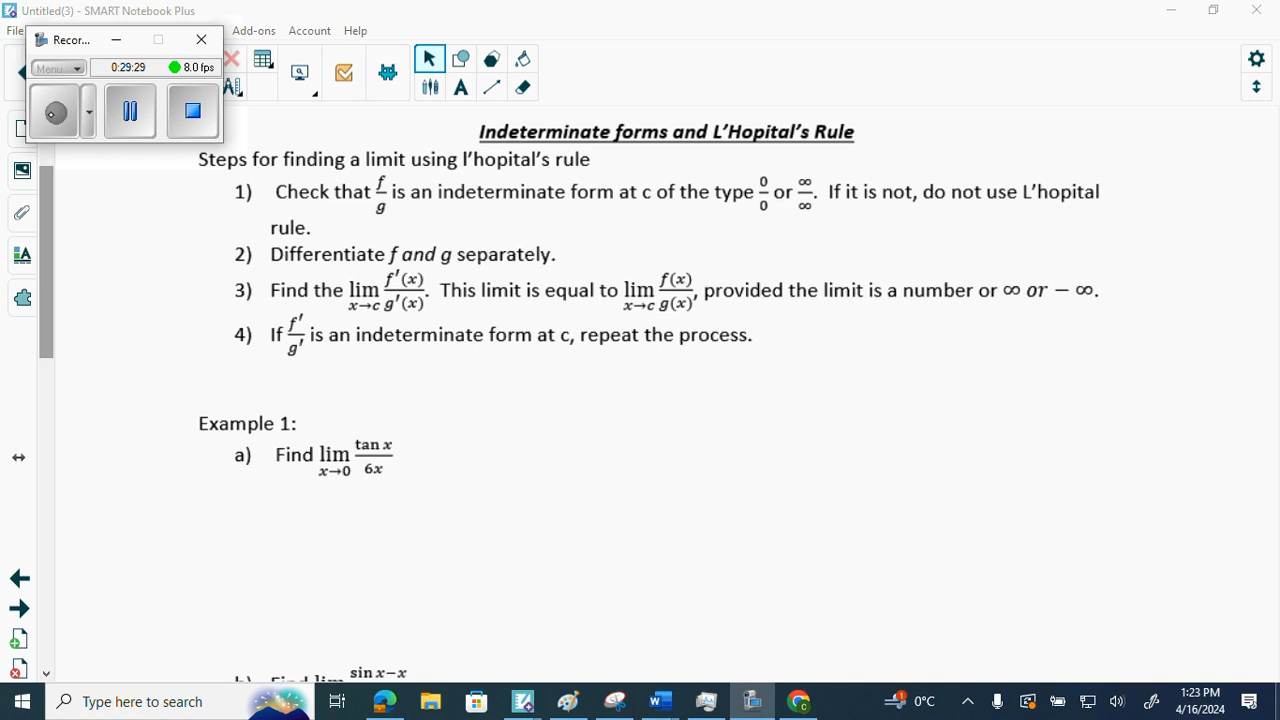 Untitled(3) - SMART Notebook Plus
File Add-ons Account Help
Recor...
Menu 0:29:29 8.0 fps
Indeterminate forms and L'Hopital's Rule
Steps for finding a limit using l'hopital's rule
1) Check that f/g is an indeterminate form at c of the type 0/0 or ∞/∞. If it is not, do not use L'hopital
rule.
2) Differentiate f and g separately.
3) Find the lim x→c f′(x)/g′(x). This limit is equal to lim x→c f(x)/g(x), provided the limit is a number or ∞ or − ∞.
4) If f′/g′ is an indeterminate form at c, repeat the process.
Example 1:
a) Find lim x→0 tan x/6x
b) Find lim sin x−x
Type here to search
0°C
1:23 PM
4/16/2024